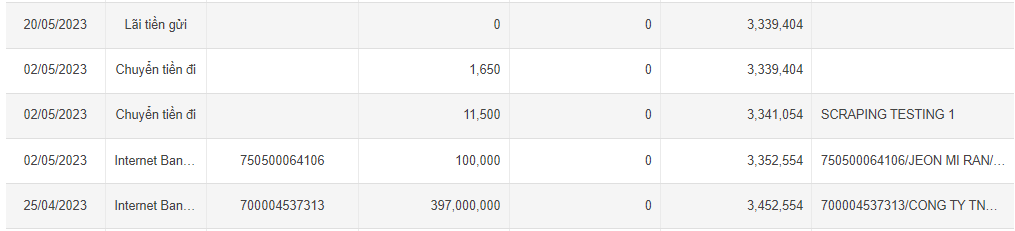 20/05/2023 Lãi tiền gửi 0 0 3,339,404
02/05/2023 Chuyển tiền đi 1,650 0 3,339,404
02/05/2023 Chuyển tiền đi 11,500 0 3,341,054 SCRAPING TESTING 1
02/05/2023 Internet Ban... 750500064106 100,000 0 3,352,554 750500064106/JEON MI RAN/...
25/04/2023 Internet Ban... 700004537313 397,000,000 0 3,452,554 700004537313/CONG TY TN...